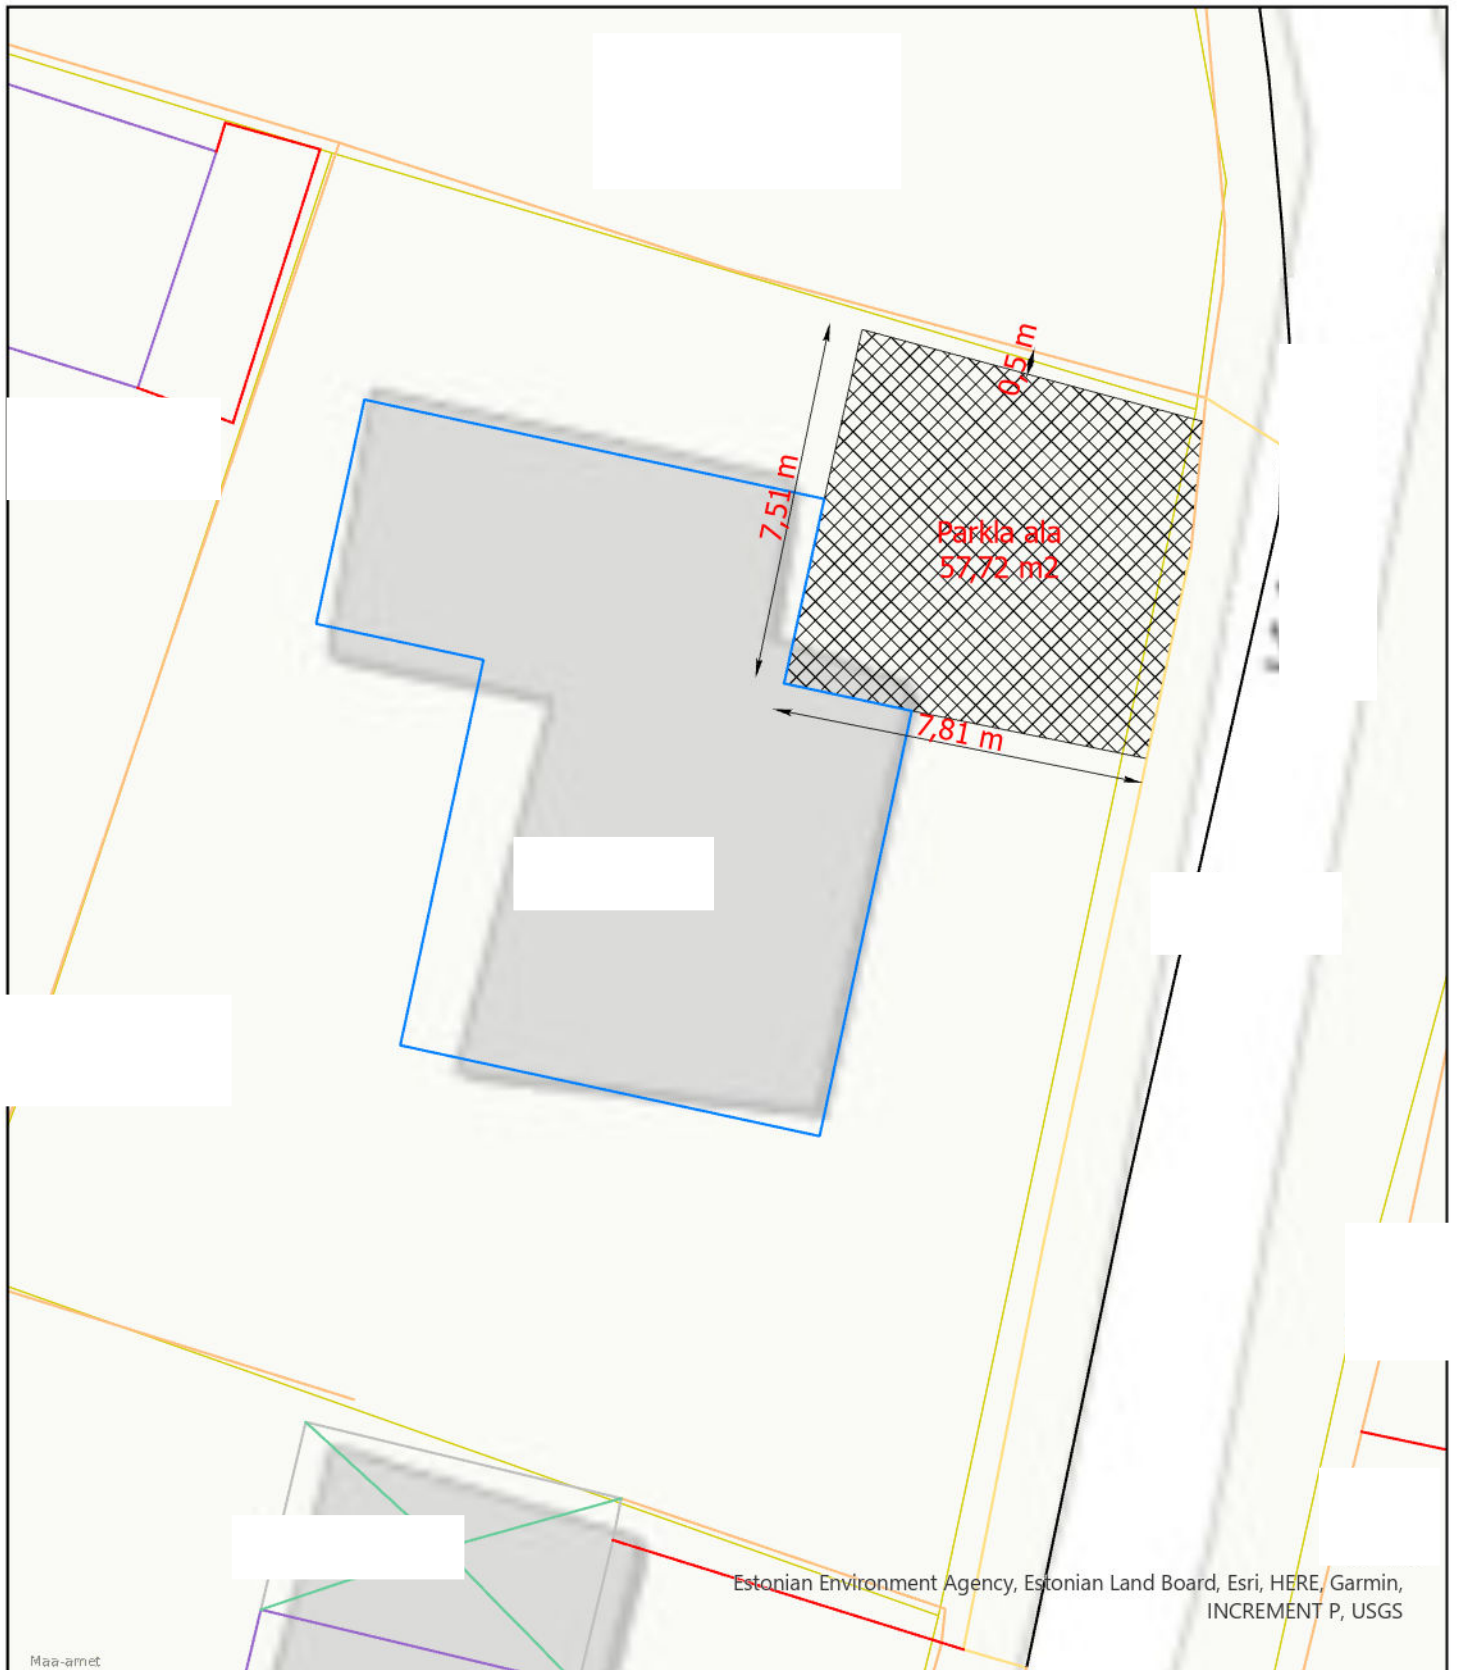 0,5 m
7,51 m
Parkla ala
57,72 m2
7,81 m
Estonian Environment Agency, Estonian Land Board, Esri, HERE, Garmin,
INCREMENT P, USGS
Maa-amet